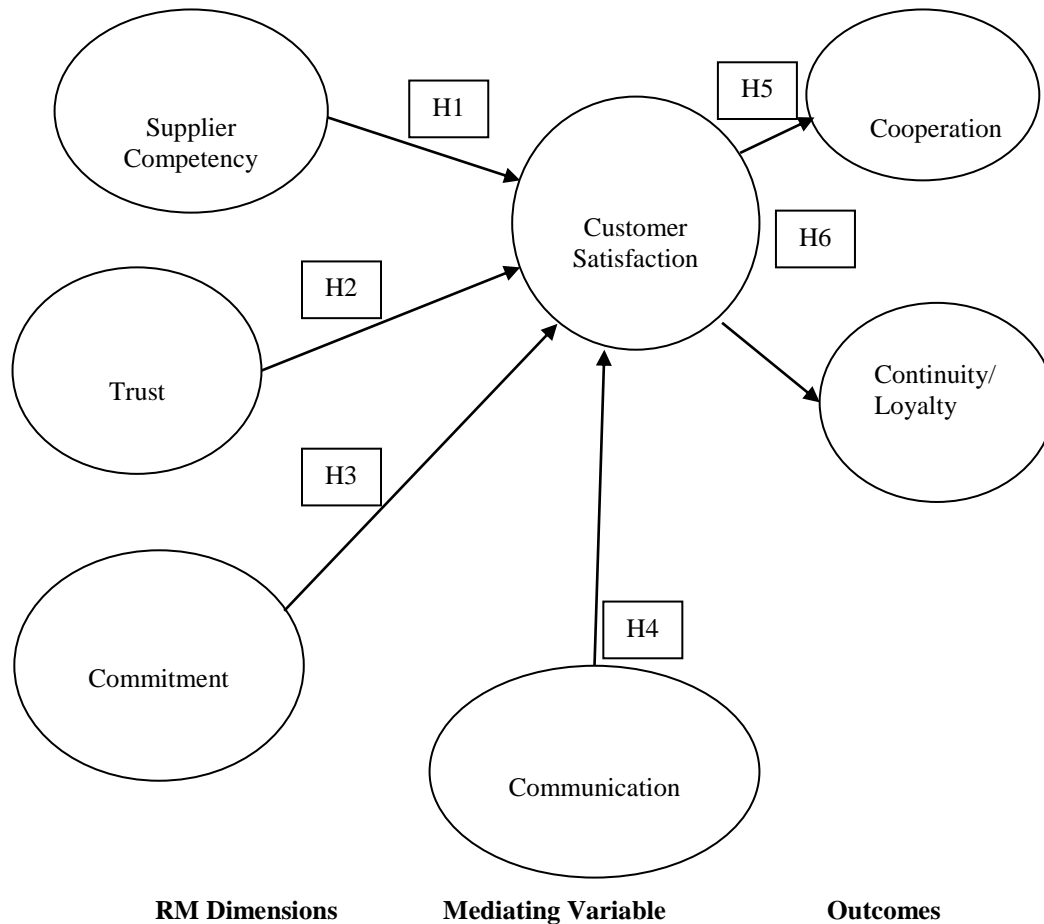 H1
H5
Supplier
Competency
Cooperation
Customer
Satisfaction
H6
H2
Trust
Continuity/
Loyalty
H3
H4
Commitment
Communication
RM Dimensions
Mediating Variable
Outcomes